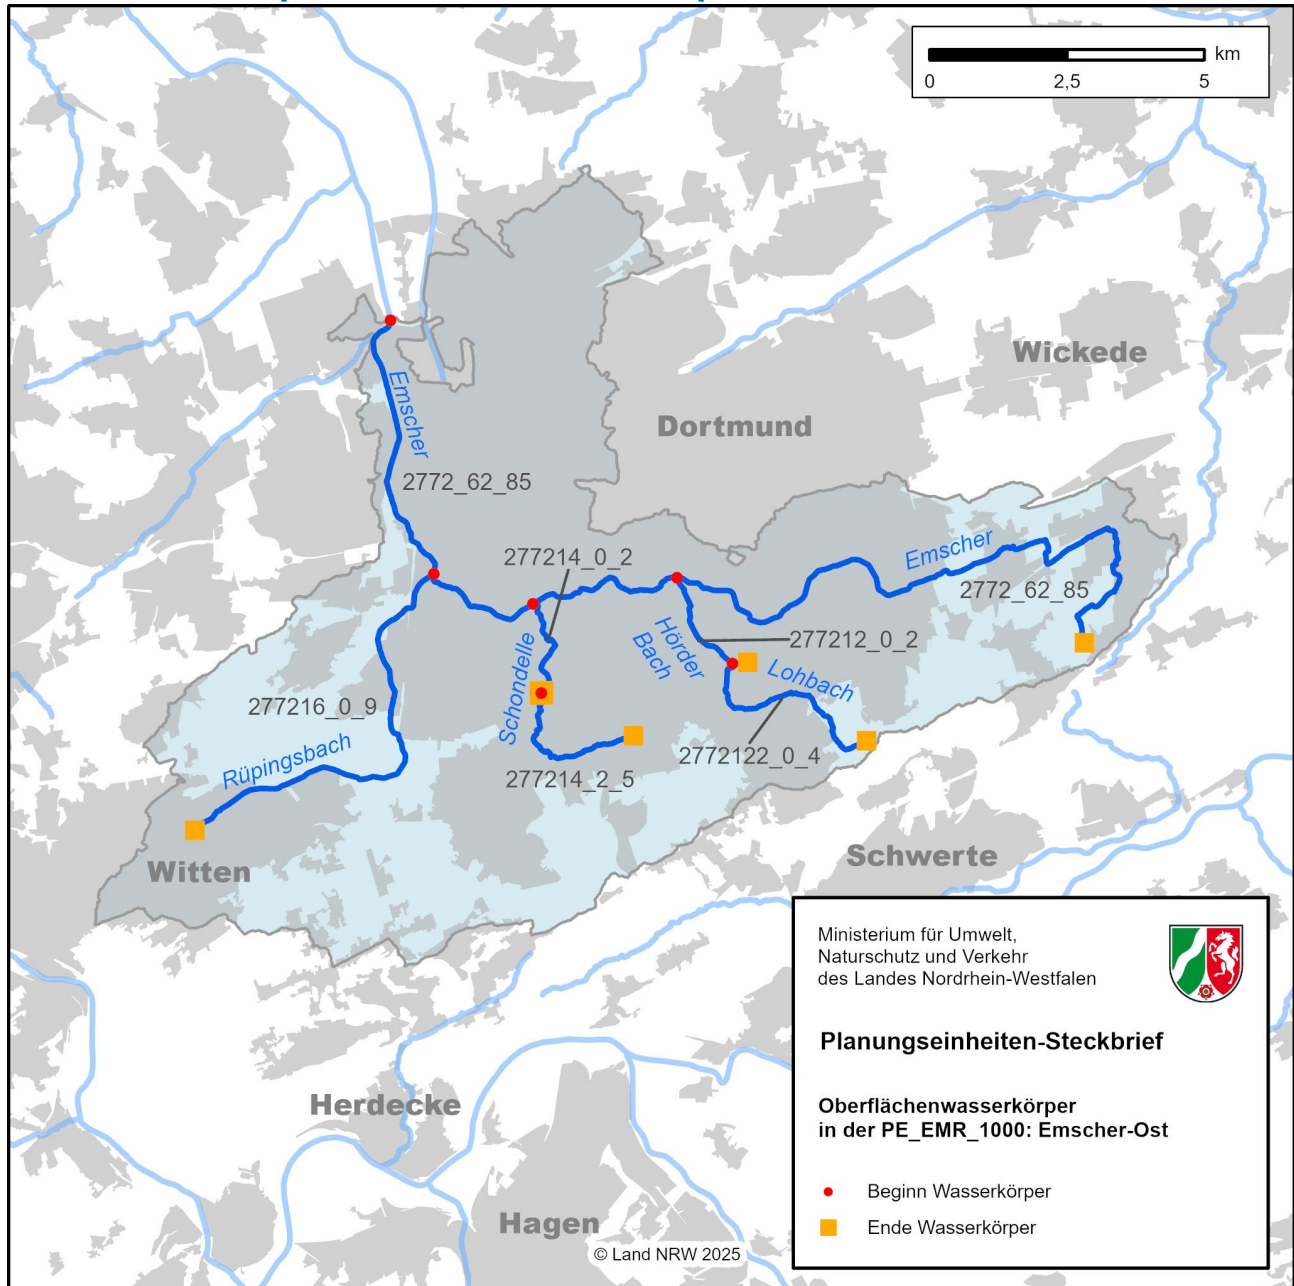 km
0 2,5 5
Wickede
Dortmund
Emscher
2772_62_85
277214_0_2
Emscher
2772_62_85
Hörder
Bach
277212_0_2
Schondelle
Lohbach
277216_0_9
Rüpingsbach
2772122_0_4
277214_2_5
Witten
Schwerte
Herdecke
Hagen
© Land NRW 2025
Ministerium für Umwelt,
Naturschutz und Verkehr
des Landes Nordrhein-Westfalen
Planungseinheiten-Steckbrief
Oberflächenwasserkörper
in der PE_EMR_1000: Emscher-Ost
Beginn Wasserkörper
Ende Wasserkörper